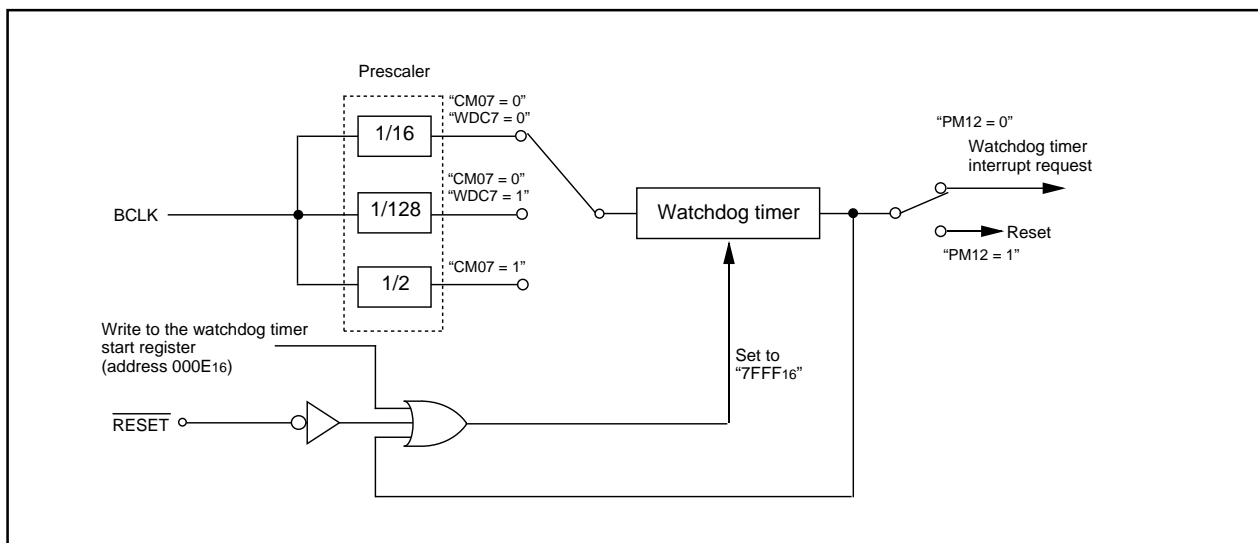 Prescaler
“CM07 = 0”
“WDC7 = 0”
1/16
“PM12 = 0”
Watchdog timer
interrupt request
“CM07 = 0”
“WDC7 = 1”
BCLK
1/128
Watchdog timer
Reset
“PM12 = 1”
“CM07 = 1”
1/2
Write to the watchdog timer
start register
(address 000E16)
Set to
“7FFF16”
RESET